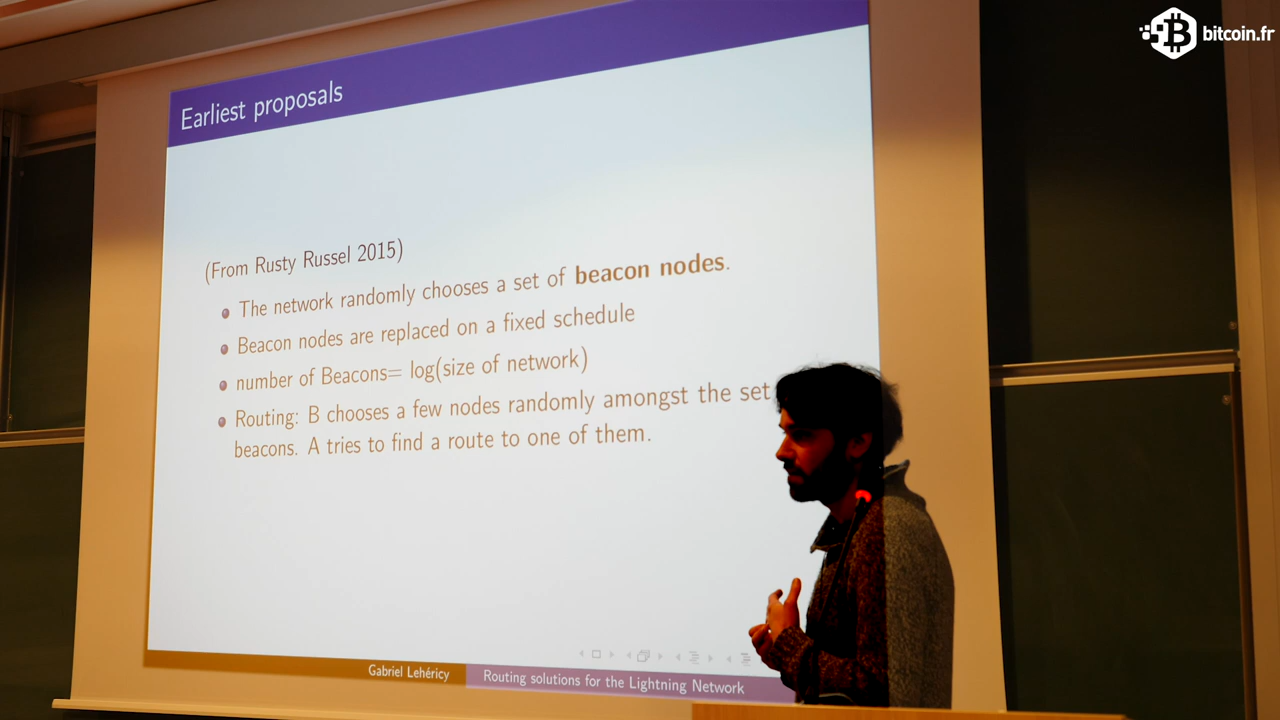 bitcoin.fr
Earliest proposals
(From Rusty Russel 2015)
The network randomly chooses a set of beacon nodes.
Beacon nodes are replaced on a fixed schedule
number of Beacons= log(size of network)
Routing: B chooses a few nodes randomly amongst the set
beacons. A tries to find a route to one of them.
Gabriel Lehéricy
Routing solutions for the Lightning Network